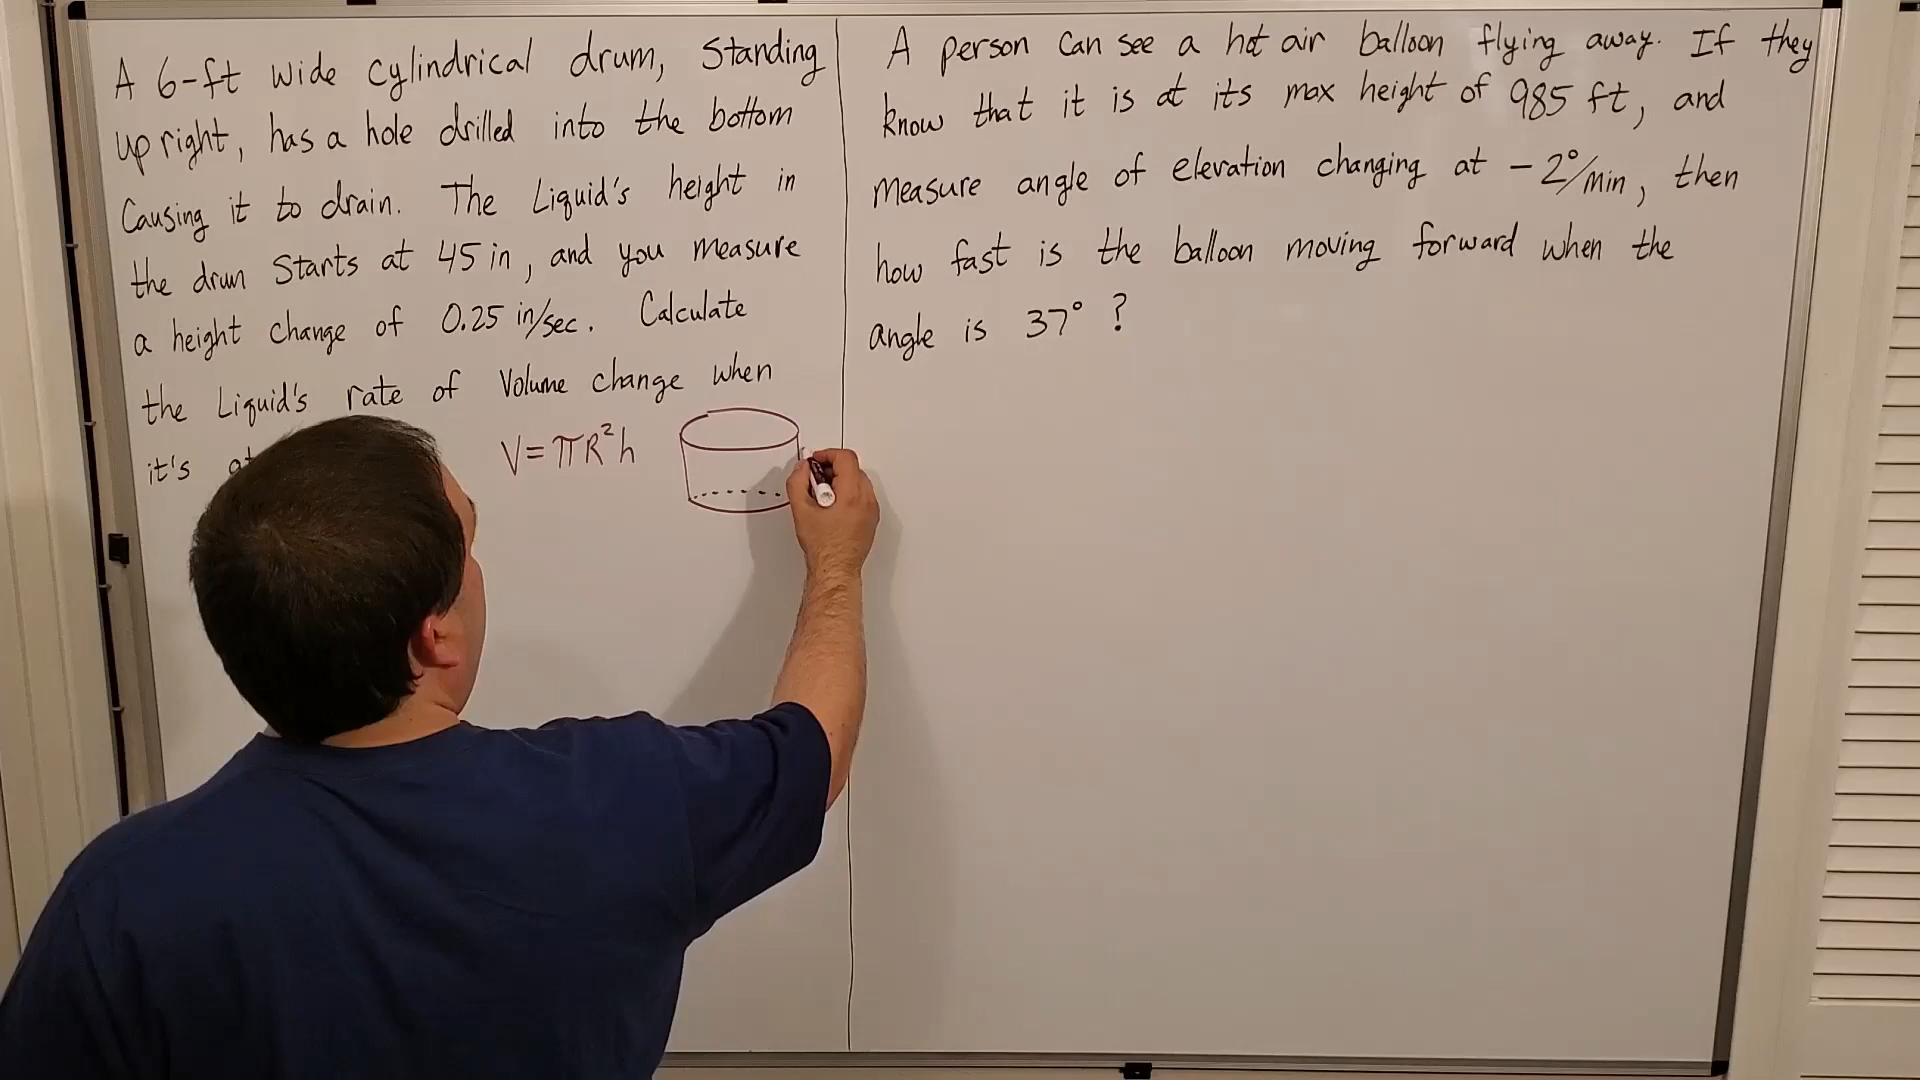 A 6-ft wide cylindrical drum, Standing
upright, has a hole drilled into the bottom
Causing it to drain. The Liquid's height in
the drum Starts at 45 in, and you measure
a height change of 0.25 in/sec. Calculate
the Liquid's rate of Volume change when
it's
V=πR²h
A person can see a hot air balloon flying away. If they
know that it is at its max height of 985 ft, and
measure angle of elevation changing at -2°/min, then
how fast is the balloon moving forward when the
angle is 37° ?